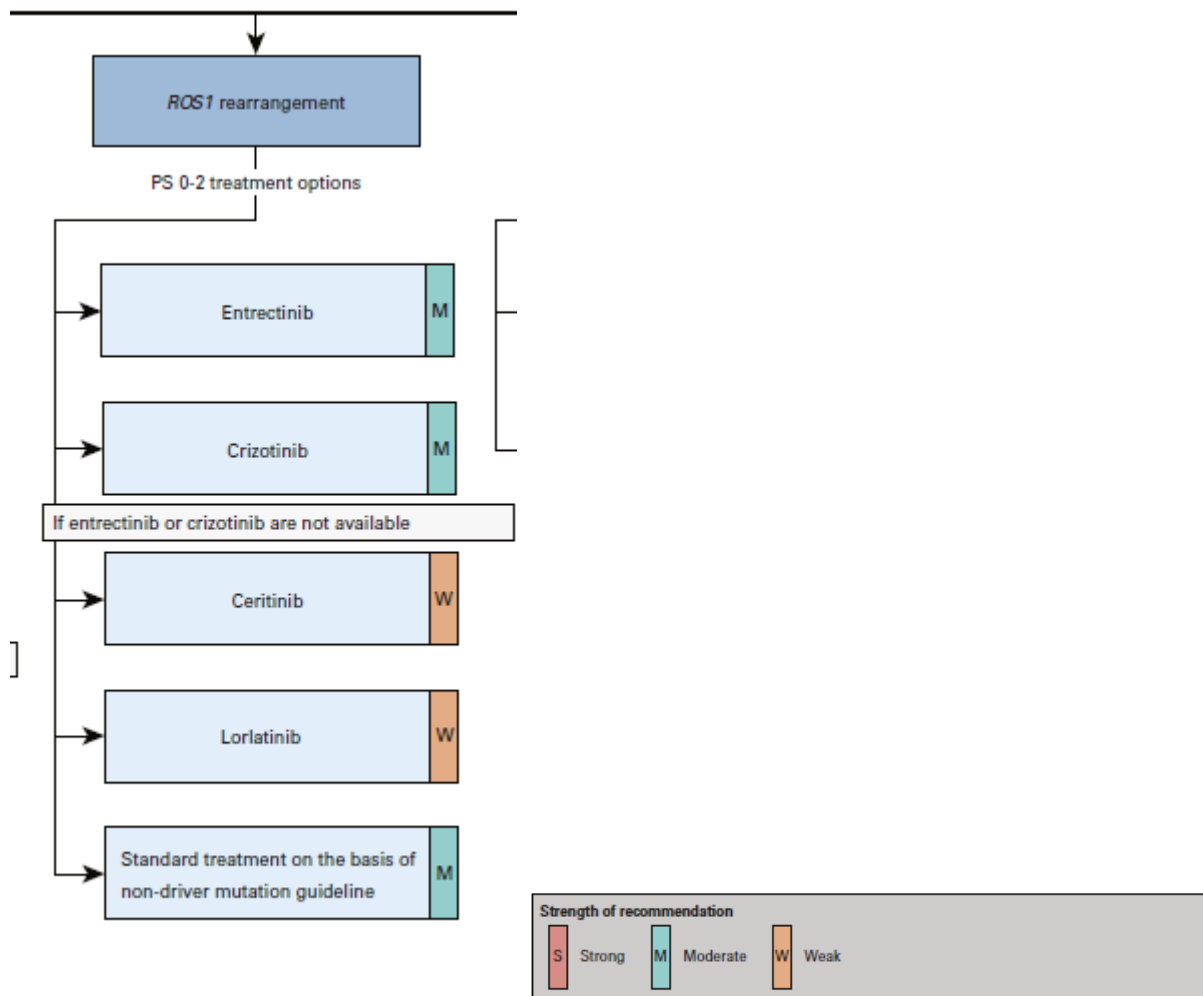 ROS1 rearrangement
PS 0-2 treatment options
Entrectinib
M
Crizotinib
M
If entrectinib or crizotinib are not available
Ceritinib
W
Lorlatinib
W
Standard treatment on the basis of
non-driver mutation guideline
M
Strength of recommendation
S Strong M Moderate W Weak